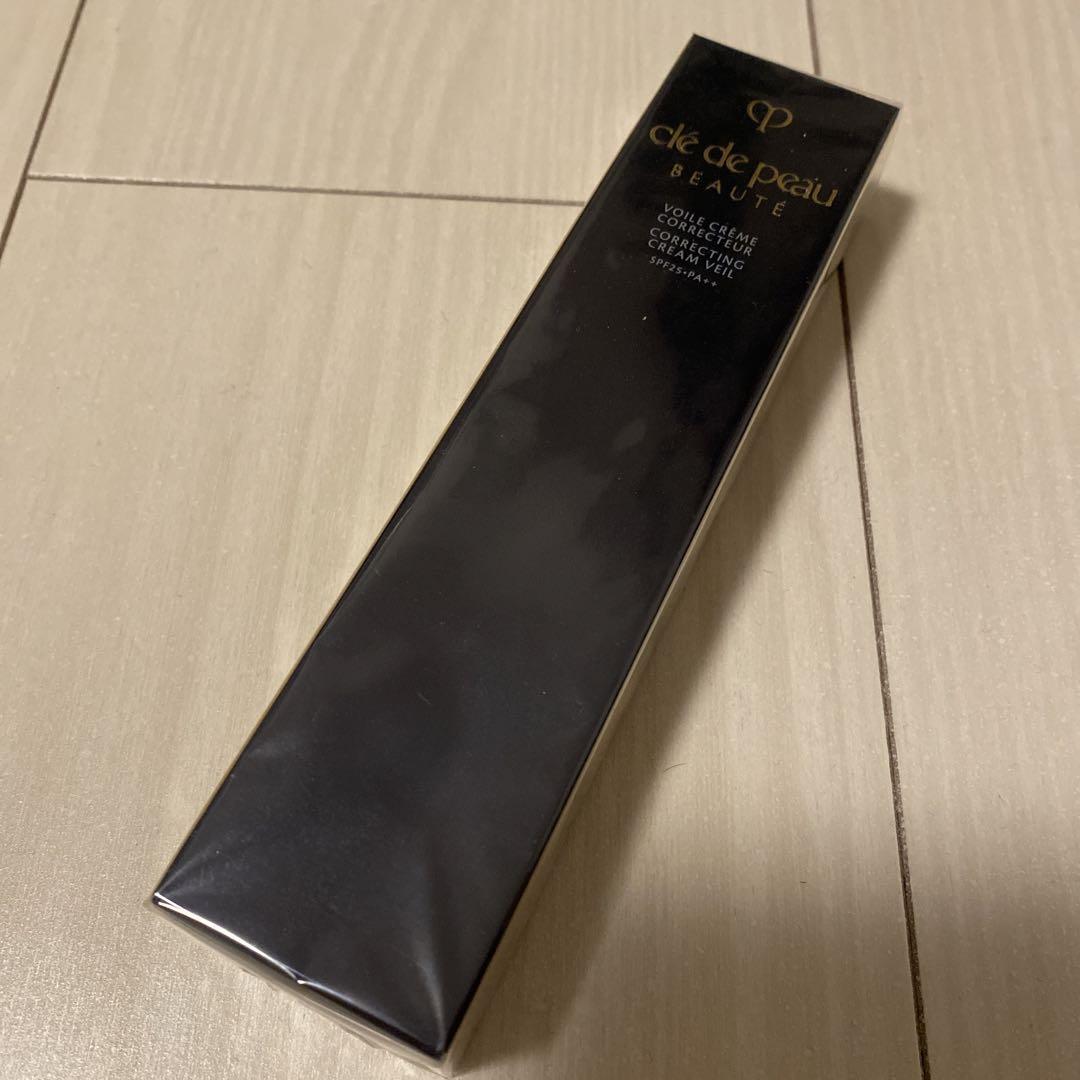 clé de peau
BEAUTÉ
VOILE CRÈME
CORRECTEUR
CORRECTING
CREAM VEIL
SPF25・PA++